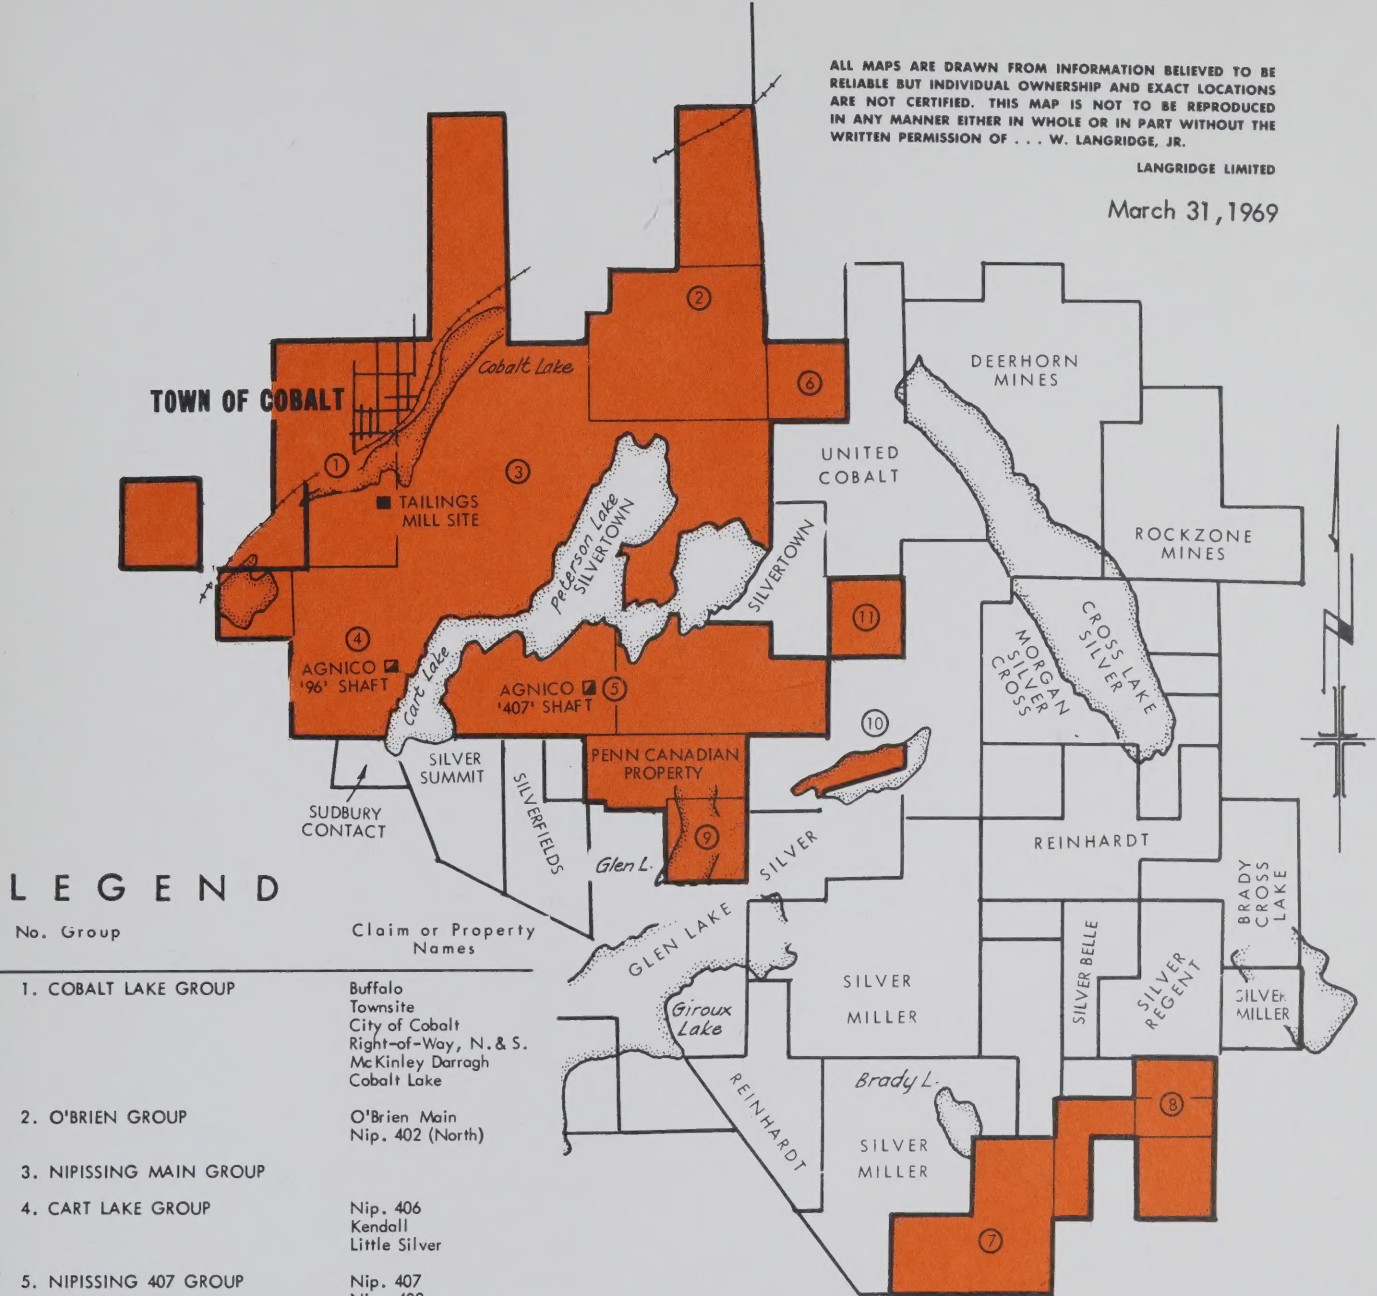 ALL MAPS ARE DRAWN FROM INFORMATION BELIEVED TO BE
RELIABLE BUT INDIVIDUAL OWNERSHIP AND EXACT LOCATIONS
ARE NOT CERTIFIED. THIS MAP IS NOT TO BE REPRODUCED
IN ANY MANNER EITHER IN WHOLE OR IN PART WITHOUT THE
WRITTEN PERMISSION OF . . . W. LANGRIDGE, JR.
LANGRIDGE LIMITED
March 31, 1969
2
DEERHORN
MINES
Cobalt Lake
6
TOWN OF COBALT
UNITED
COBALT
1
3
TAILINGS
MILL SITE
Peterson Lake
SILVERTOWN
SILVERTOWN
ROCKZONE
MINES
11
CROSS LAKE
SILVER
MORGAN
SILVER
CROSS
4
AGNICO
'96' SHAFT
Cart Lake
AGNICO
'407' SHAFT
5
10
SILVER
SUMMIT
PENN CANADIAN
PROPERTY
SUDBURY
CONTACT
SILVERFIELDS
9
Glen L.
SILVER
REINHARDT
BRADY
CROSS
LAKE
GLEN LAKE
SILVER
MILLER
SILVER BELLE
SILVER
REGENT
SILVER
MILLER
Giroux
Lake
REINHARDT
Brady L.
8
SILVER
MILLER
7
LEGEND
No. Group
Claim or Property
Names
1. COBALT LAKE GROUP
Buffalo
Townsite
City of Cobalt
Right-of-Way, N. & S.
McKinley Darragh
Cobalt Lake
2. O'BRIEN GROUP
O'Brien Main
Nip. 402 (North)
3. NIPISSING MAIN GROUP
4. CART LAKE GROUP
Nip. 406
Kendall
Little Silver
5. NIPISSING 407 GROUP
Nip. 407